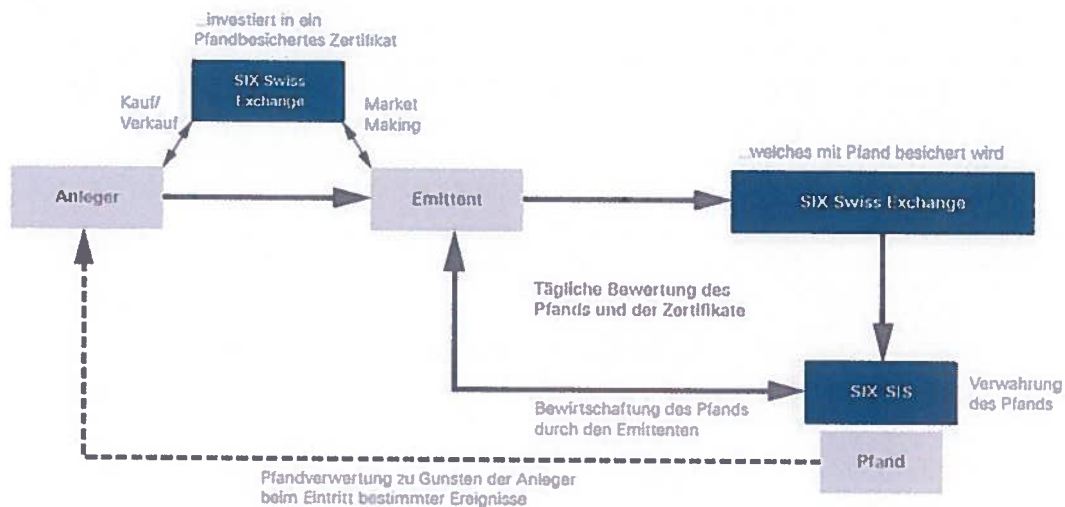 ...investiert in ein
Pfandbesichertes Zertifikat
SIX Swiss
Exchange
Kauf/
Verkauf
Market
Making
...welches mit Pfand besichert wird
Anleger
Emittent
SIX Swiss Exchange
Tägliche Bewertung des
Pfands und der Zertifikate
SIX SIS
Verwahrung
des Pfands
Bewirtschaftung des Pfands
durch den Emittenten
Pfand
Pfandverwertung zu Gunsten der Anleger
beim Eintritt bestimmter Ereignisse